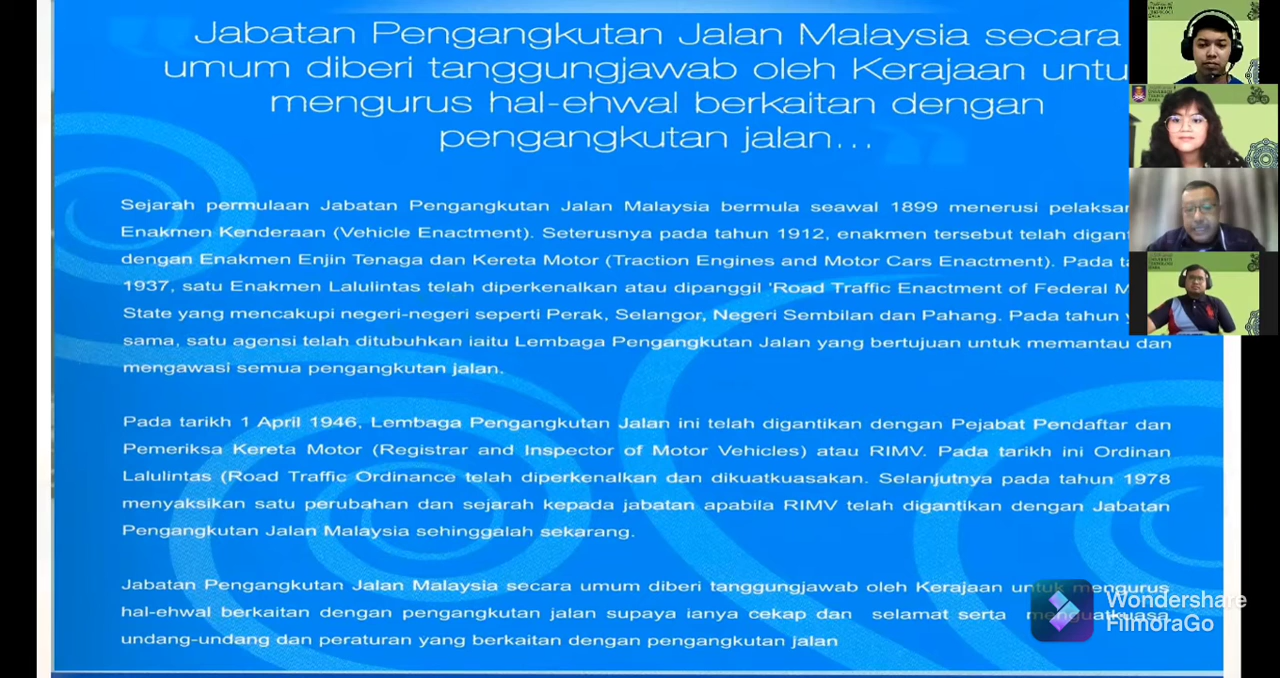 Jabatan Pengangkutan Jalan Malaysia secara
umum diberi tanggungjawab oleh Kerajaan untu
mengurus hal-ehwal berkaitan dengan
pengangkutan jalan...
Sejarah permulaan Jabatan Pengangkutan Jalan Malaysia bermula seawal 1899 menerusi pelaksan
Enakmen Kenderaan (Vehicle Enactment). Seterusnya pada tahun 1912, enakmen tersebut telah digant
dengan Enakmen Enjin Tenaga dan Kereta Motor (Traction Engines and Motor Cars Enactment). Pada ta
1937, satu Enakmen Lalulintas telah diperkenalkan atau dipanggil 'Road Traffic Enactment of Federal M
State yang mencakupi negeri-negeri seperti Perak, Selangor, Negeri Sembilan dan Pahang. Pada tahun y
sama, satu agensi telah ditubuhkan iaitu Lembaga Pengangkutan Jalan yang bertujuan untuk memantau dan
mengawasi semua pengangkutan jalan.
Pada tarikh 1 April 1946, Lembaga Pengangkutan Jalan ini telah digantikan dengan Pejabat Pendaftar dan
Pemeriksa Kereta Motor (Registrar and Inspector of Motor Vehicles) atau RIMV. Pada tarikh ini Ordinan
Lalulintas (Road Traffic Ordinance telah diperkenalkan dan dikuatkuasakan. Selanjutnya pada tahun 1978
menyaksikan satu perubahan dan sejarah kepada jabatan apabila RIMV telah digantikan dengan Jabatan
Pengangkutan Jalan Malaysia sehinggalah sekarang.
Jabatan Pengangkutan Jalan Malaysia secara umum diberi tanggungjawab oleh Kerajaan untuk mengurus
hal-ehwal berkaitan dengan pengangkutan jalan supaya ianya cekap dan selamat serta menguatkuasa
undang-undang dan peraturan yang berkaitan dengan pengangkutan jalan
Wondershare
FilmoraGo